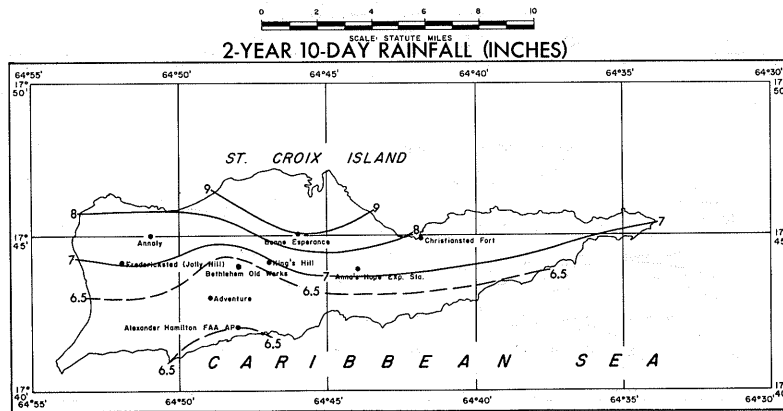 0 2 4 6 8 10
SCALE: STATUTE MILES
2-YEAR 10-DAY RAINFALL (INCHES)
64°55' 64°50' 64°45' 64°40' 64°35' 64°30'
17° 50' 17° 50'
ST. CROIX ISLAND
9 9
8 8
7
Annaly
Bonne Esperance
Christiansted Fort
17° 45' 17° 45'
7
Fredericksted (Jolly Hill)
King's Hill
Bethlehem Old Works
7
Anna's Hope Exp. Sta.
6.5 6.5
Adventure
Alexander Hamilton FAA AP
6.5 6.5
CARIBBEAN SEA
17° 40' 17° 40'
64°55' 64°50' 64°45' 64°40' 64°35' 64°30'